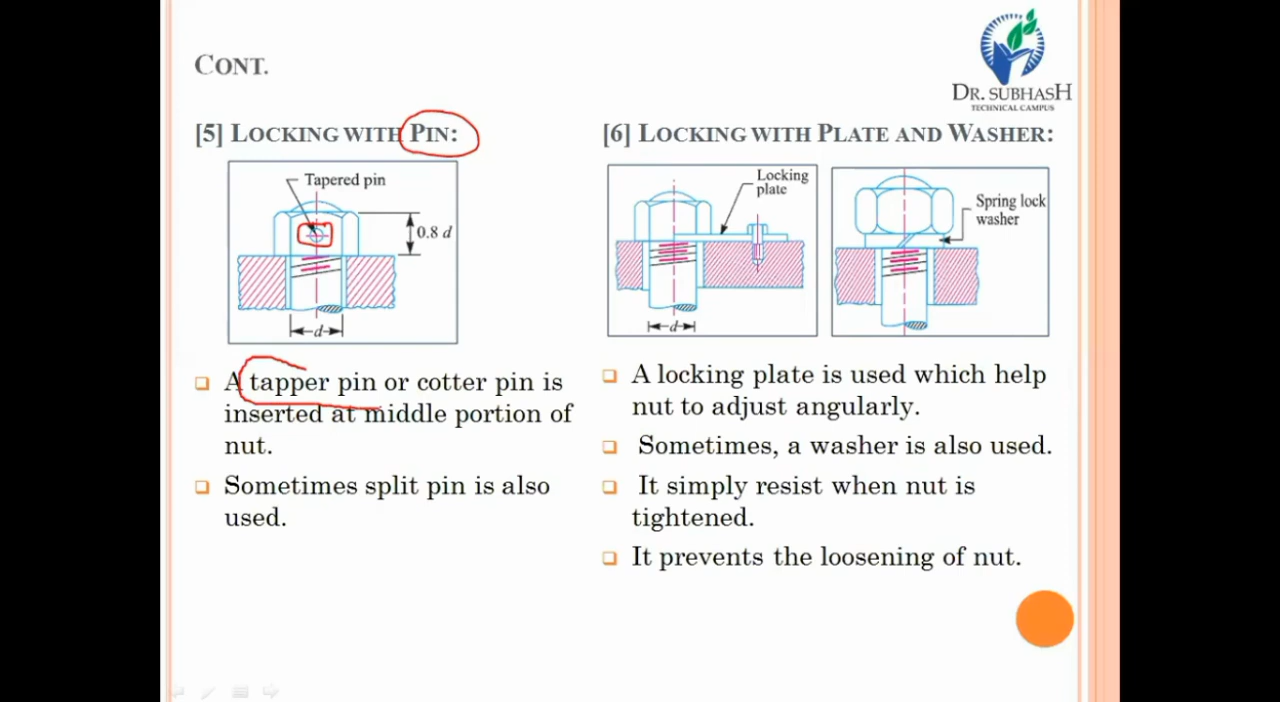 CONT.
DR. SUBHASH
TECHNICAL CAMPUS
[5] LOCKING WITH PIN:
Tapered pin
0.8 d
d
A tapper pin or cotter pin is
inserted at middle portion of
nut.
Sometimes split pin is also
used.
[6] LOCKING WITH PLATE AND WASHER:
Locking
plate
d
Spring lock
washer
A locking plate is used which help
nut to adjust angularly.
Sometimes, a washer is also used.
It simply resist when nut is
tightened.
It prevents the loosening of nut.